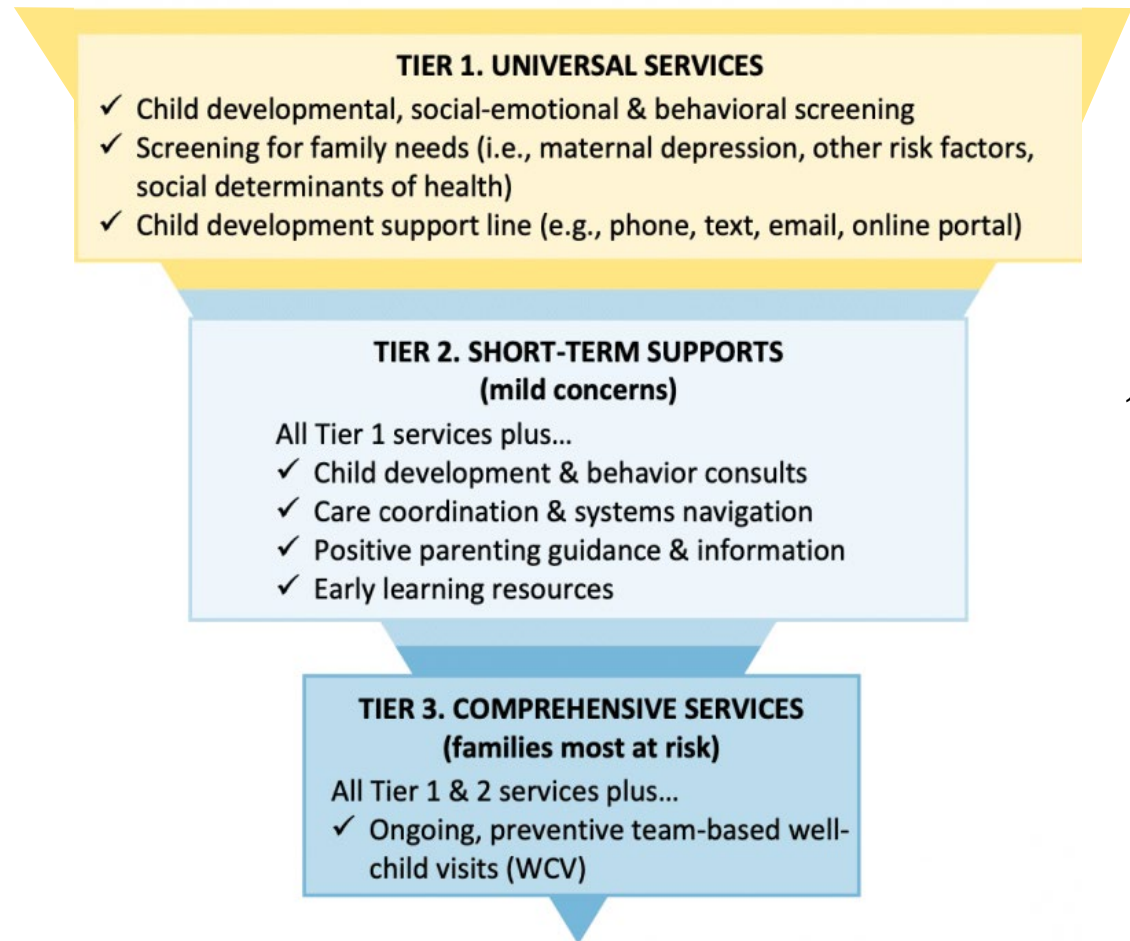 TIER 1. UNIVERSAL SERVICES
✓ Child developmental, social-emotional & behavioral screening
✓ Screening for family needs (i.e., maternal depression, other risk factors,
social determinants of health)
✓ Child development support line (e.g., phone, text, email, online portal)
TIER 2. SHORT-TERM SUPPORTS
(mild concerns)
All Tier 1 services plus…
✓ Child development & behavior consults
✓ Care coordination & systems navigation
✓ Positive parenting guidance & information
✓ Early learning resources
TIER 3. COMPREHENSIVE SERVICES
(families most at risk)
All Tier 1 & 2 services plus…
✓ Ongoing, preventive team-based well-
child visits (WCV)